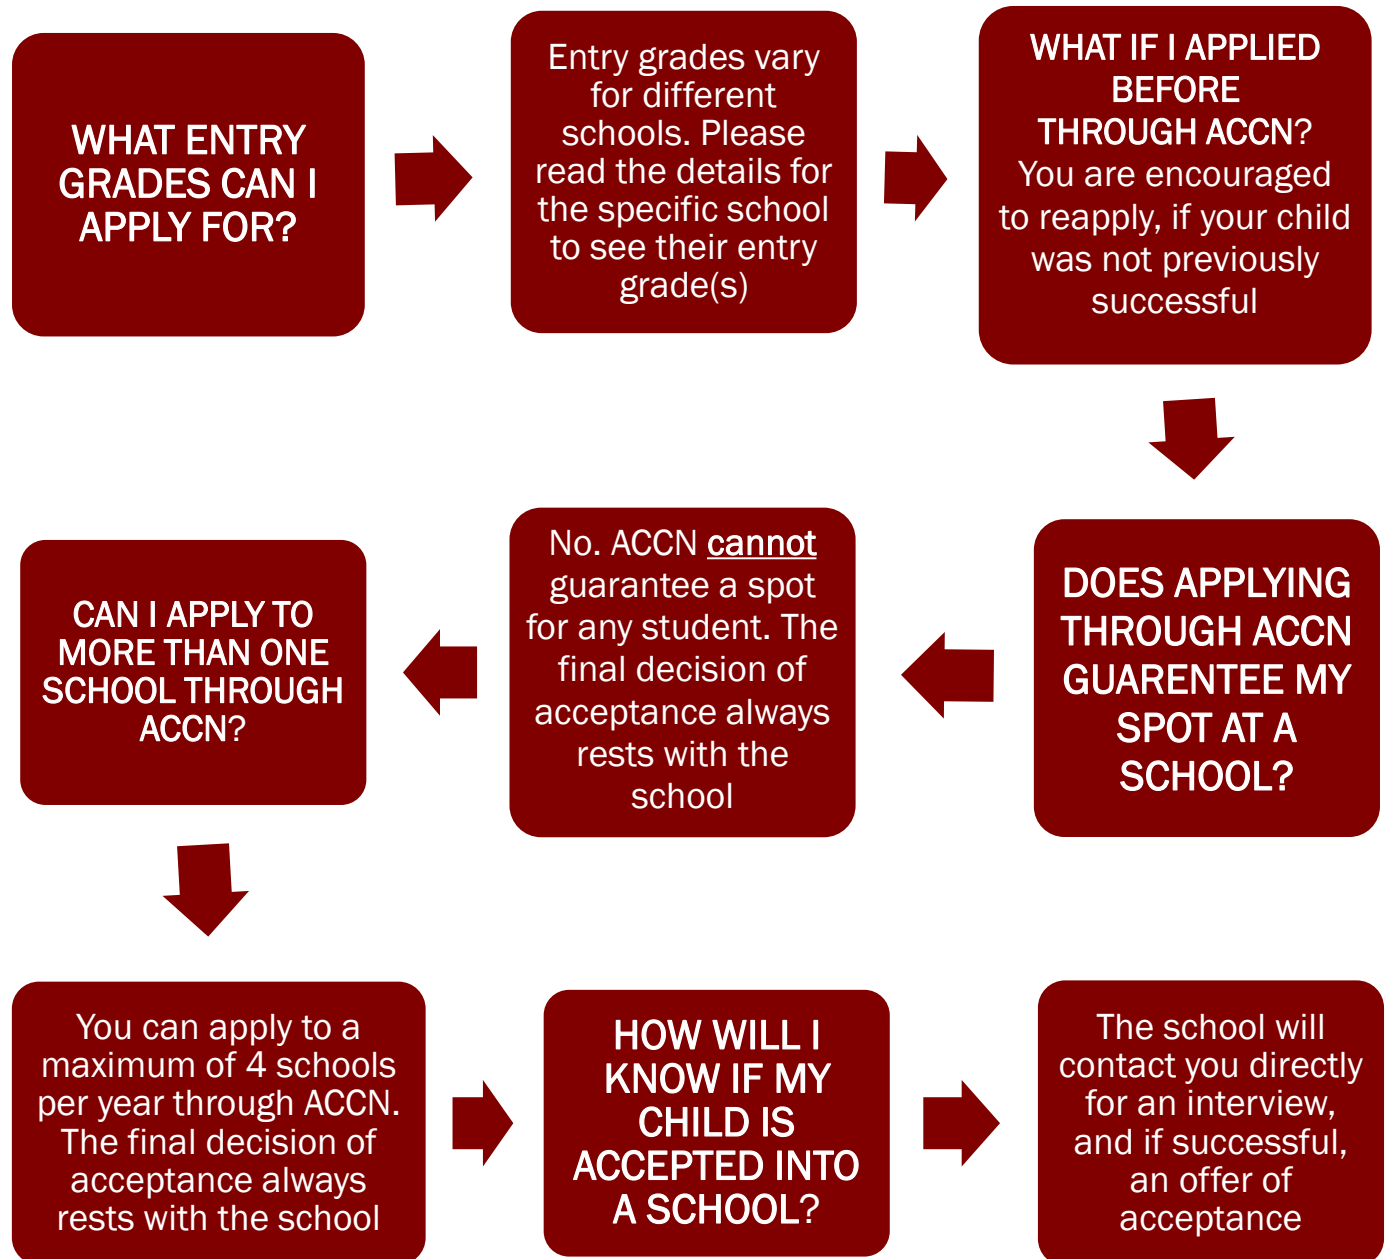 WHAT ENTRY
GRADES CAN I
APPLY FOR?
Entry grades vary
for different
schools. Please
read the details for
the specific school
to see their entry
grade(s)
WHAT IF I APPLIED
BEFORE
THROUGH ACCN?
You are encouraged
to reapply, if your child
was not previously
successful
DOES APPLYING
THROUGH ACCN
GUARENTEE MY
SPOT AT A
SCHOOL?
No. ACCN cannot
guarantee a spot
for any student. The
final decision of
acceptance always
rests with the
school
CAN I APPLY TO
MORE THAN ONE
SCHOOL THROUGH
ACCN?
You can apply to a
maximum of 4 schools
per year through ACCN.
The final decision of
acceptance always
rests with the school
HOW WILL I
KNOW IF MY
CHILD IS
ACCEPTED INTO
A SCHOOL?
The school will
contact you directly
for an interview,
and if successful,
an offer of
acceptance